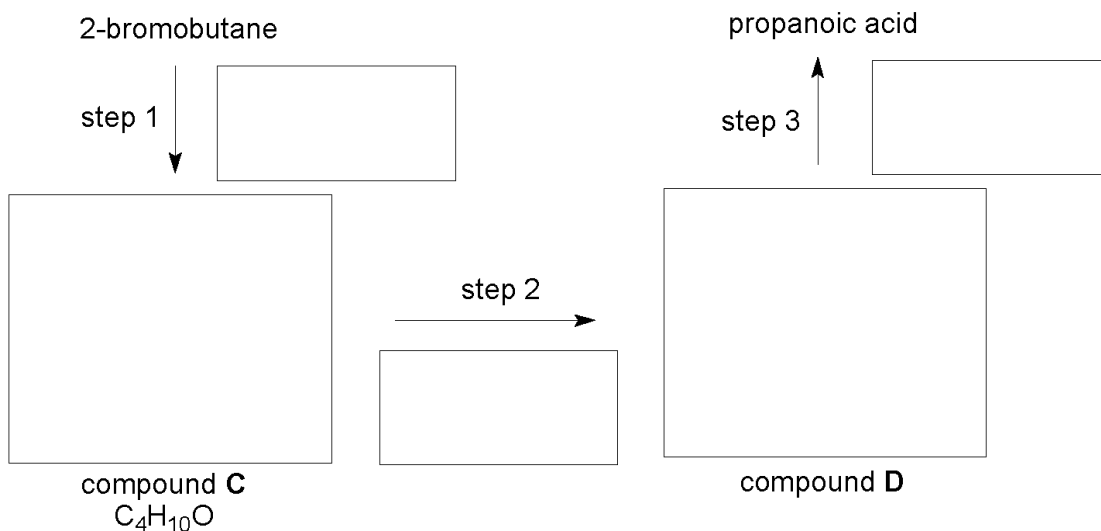 2-bromobutane
propanoic acid
step 1
step 3
step 2
compound C
C₄H₁₀O
compound D